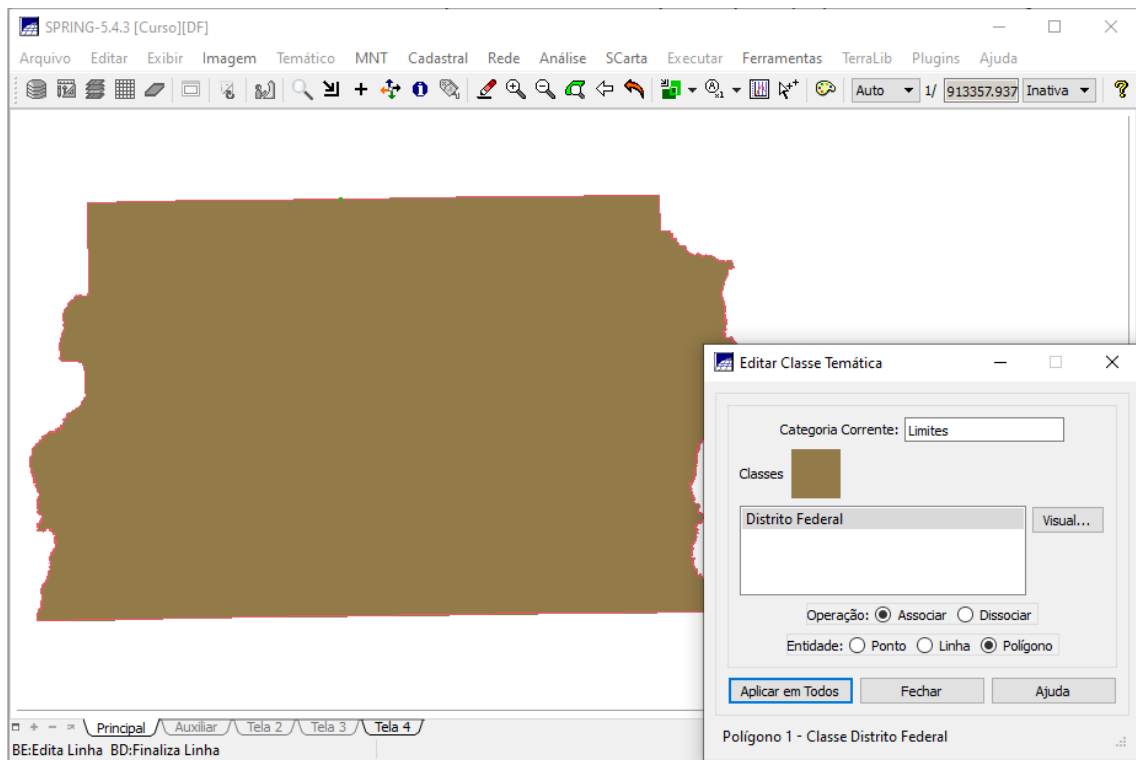 SPRING-5.4.3 [Curso][DF]
Arquivo Editar Exibir Imagem Temático MNT Cadastral Rede Análise SCarta Executar Ferramentas TerraLib Plugins Ajuda
Auto 1/ 913357.937 Inativa
Editar Classe Temática
Categoria Corrente: Limites
Classes
Distrito Federal
Visual...
Operação: Associar Dissociar
Entidade: Ponto Linha Polígono
Aplicar em Todos Fechar Ajuda
Polígono 1 - Classe Distrito Federal
Principal Auxiliar Tela 2 Tela 3 Tela 4
BE:Edita Linha BD:Finaliza Linha